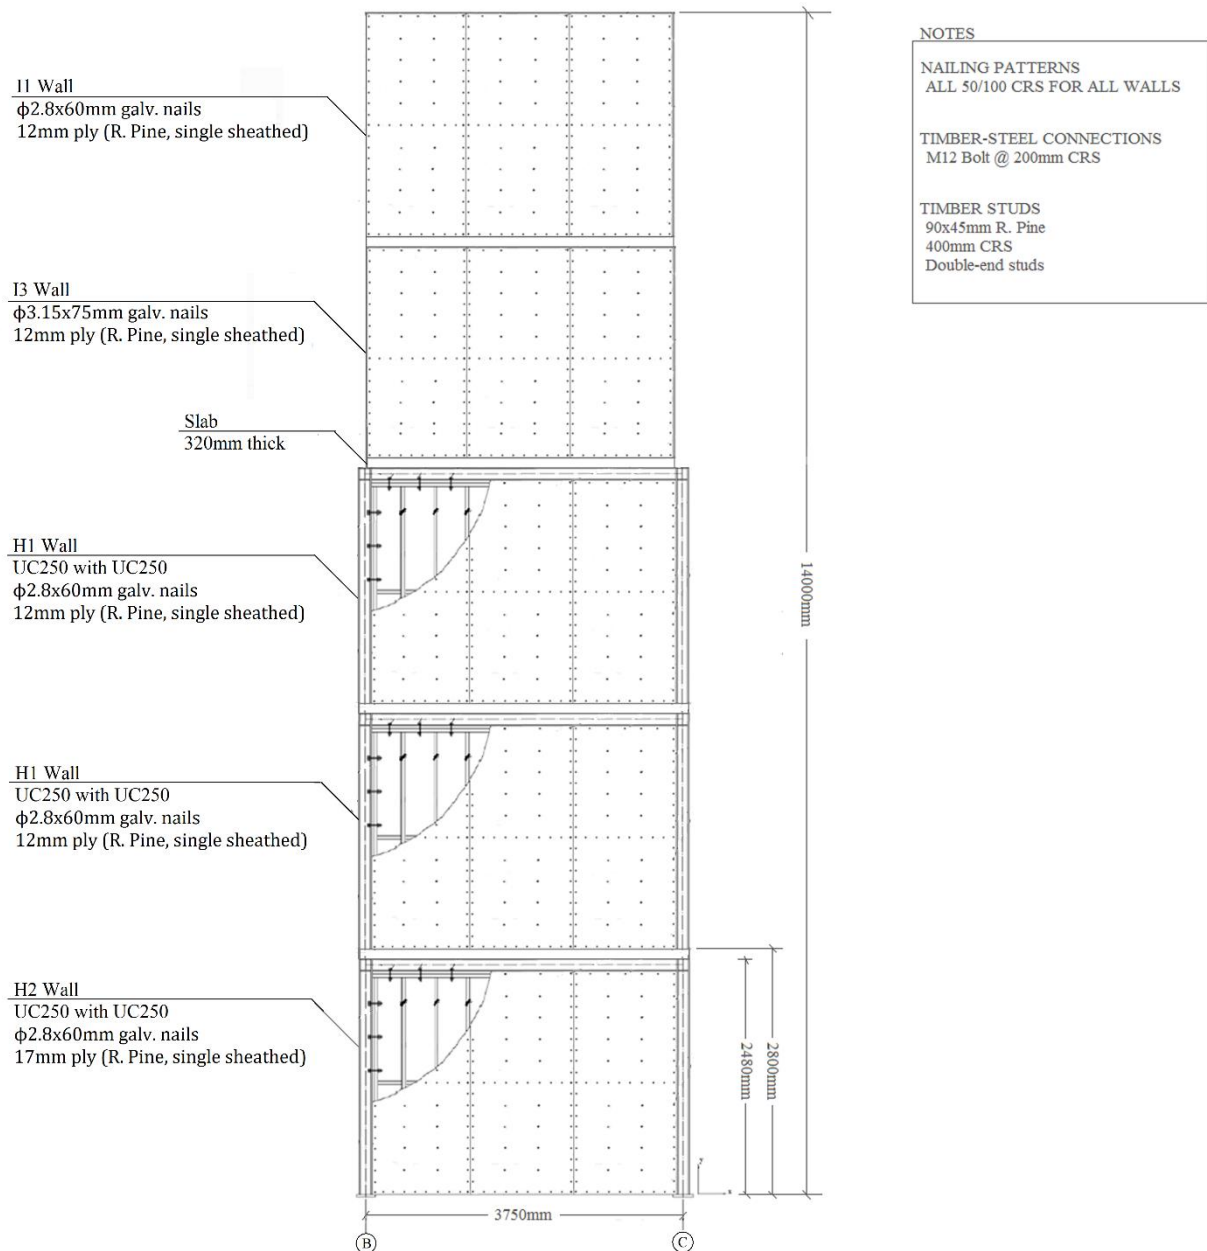 I1 Wall
ϕ2.8x60mm galv. nails
12mm ply (R. Pine, single sheathed)
I3 Wall
ϕ3.15x75mm galv. nails
12mm ply (R. Pine, single sheathed)
Slab
320mm thick
H1 Wall
UC250 with UC250
ϕ2.8x60mm galv. nails
12mm ply (R. Pine, single sheathed)
H1 Wall
UC250 with UC250
ϕ2.8x60mm galv. nails
12mm ply (R. Pine, single sheathed)
H2 Wall
UC250 with UC250
ϕ2.8x60mm galv. nails
17mm ply (R. Pine, single sheathed)
14000mm
2480mm
2800mm
y
x
3750mm
B
C
NOTES
NAILING PATTERNS
ALL 50/100 CRS FOR ALL WALLS
TIMBER-STEEL CONNECTIONS
M12 Bolt @ 200mm CRS
TIMBER STUDS
90x45mm R. Pine
400mm CRS
Double-end studs